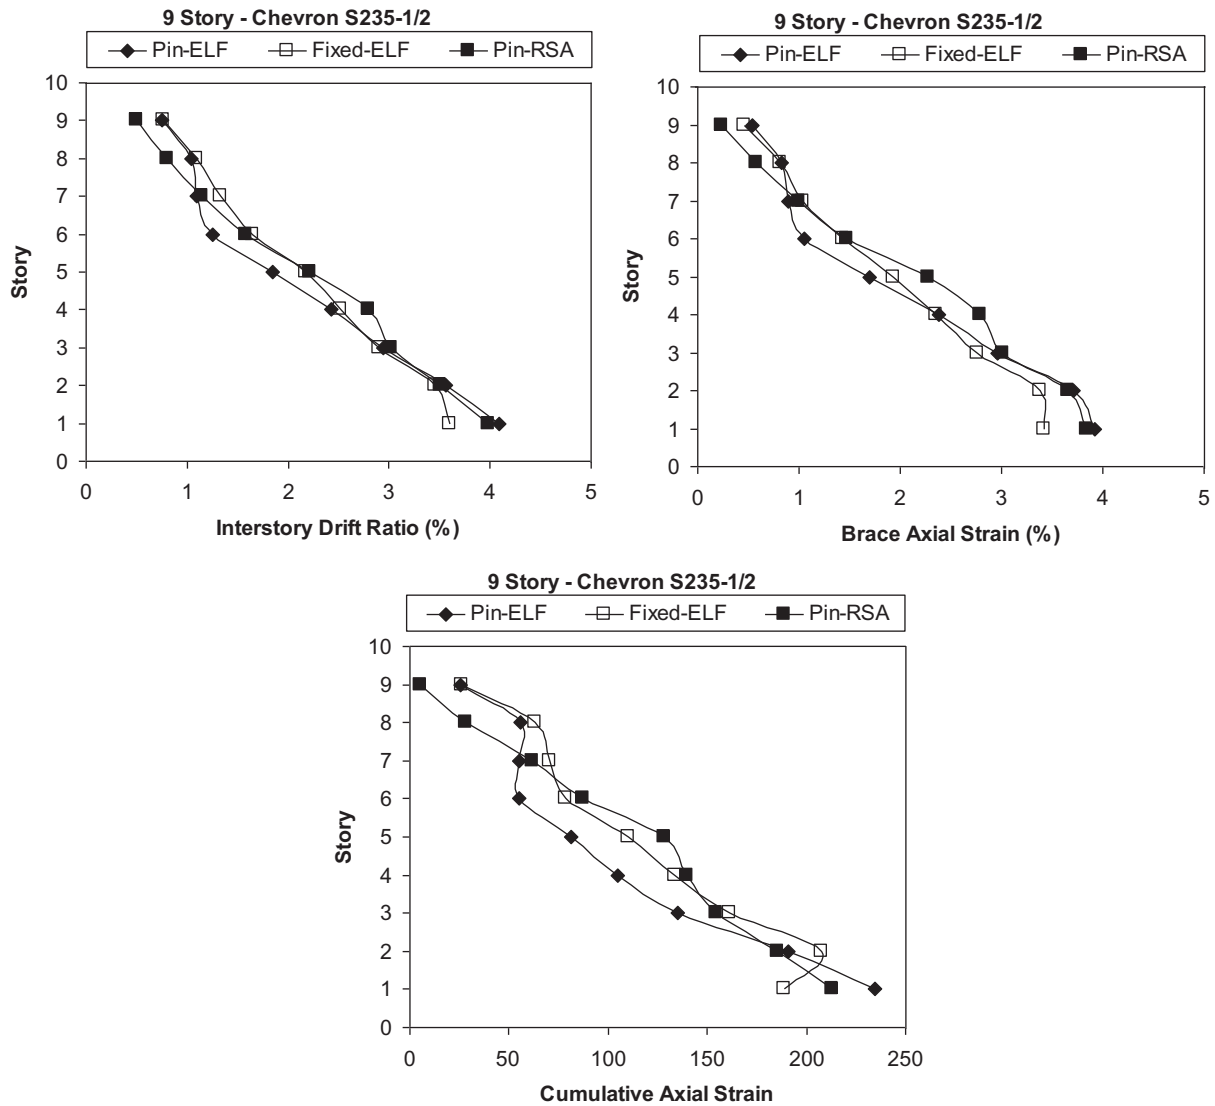 9 Story - Chevron S235-1/2
Pin-ELF Fixed-ELF Pin-RSA
10
9
8
7
6
5
4
3
2
1
0
Story
0 1 2 3 4 5
Interstory Drift Ratio (%)
9 Story - Chevron S235-1/2
Pin-ELF Fixed-ELF Pin-RSA
10
9
8
7
6
5
4
3
2
1
0
Story
0 1 2 3 4 5
Brace Axial Strain (%)
9 Story - Chevron S235-1/2
Pin-ELF Fixed-ELF Pin-RSA
10
9
8
7
6
5
4
3
2
1
0
Story
0 50 100 150 200 250
Cumulative Axial Strain